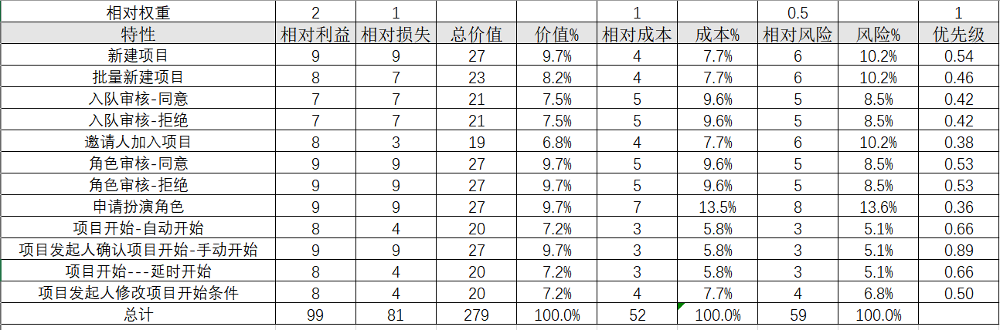 相对权重 2 1 1 0.5 1
特性 相对利益 相对损失 总价值 价值% 相对成本 成本% 相对风险 风险% 优先级
新建项目 9 9 27 9.7% 4 7.7% 6 10.2% 0.54
批量新建项目 8 7 23 8.2% 4 7.7% 6 10.2% 0.46
入队审核-同意 7 7 21 7.5% 5 9.6% 5 8.5% 0.42
入队审核-拒绝 7 7 21 7.5% 5 9.6% 5 8.5% 0.42
邀请人加入项目 8 3 19 6.8% 4 7.7% 6 10.2% 0.38
角色审核-同意 9 9 27 9.7% 5 9.6% 5 8.5% 0.53
角色审核-拒绝 9 9 27 9.7% 5 9.6% 5 8.5% 0.53
申请扮演角色 9 9 27 9.7% 7 13.5% 8 13.6% 0.36
项目开始-自动开始 8 4 20 7.2% 3 5.8% 3 5.1% 0.66
项目发起人确认项目开始-手动开始 9 9 27 9.7% 3 5.8% 3 5.1% 0.89
项目开始---延时开始 8 4 20 7.2% 3 5.8% 3 5.1% 0.66
项目发起人修改项目开始条件 8 4 20 7.2% 4 7.7% 4 6.8% 0.50
总计 99 81 279 100.0% 52 100.0% 59 100.0%